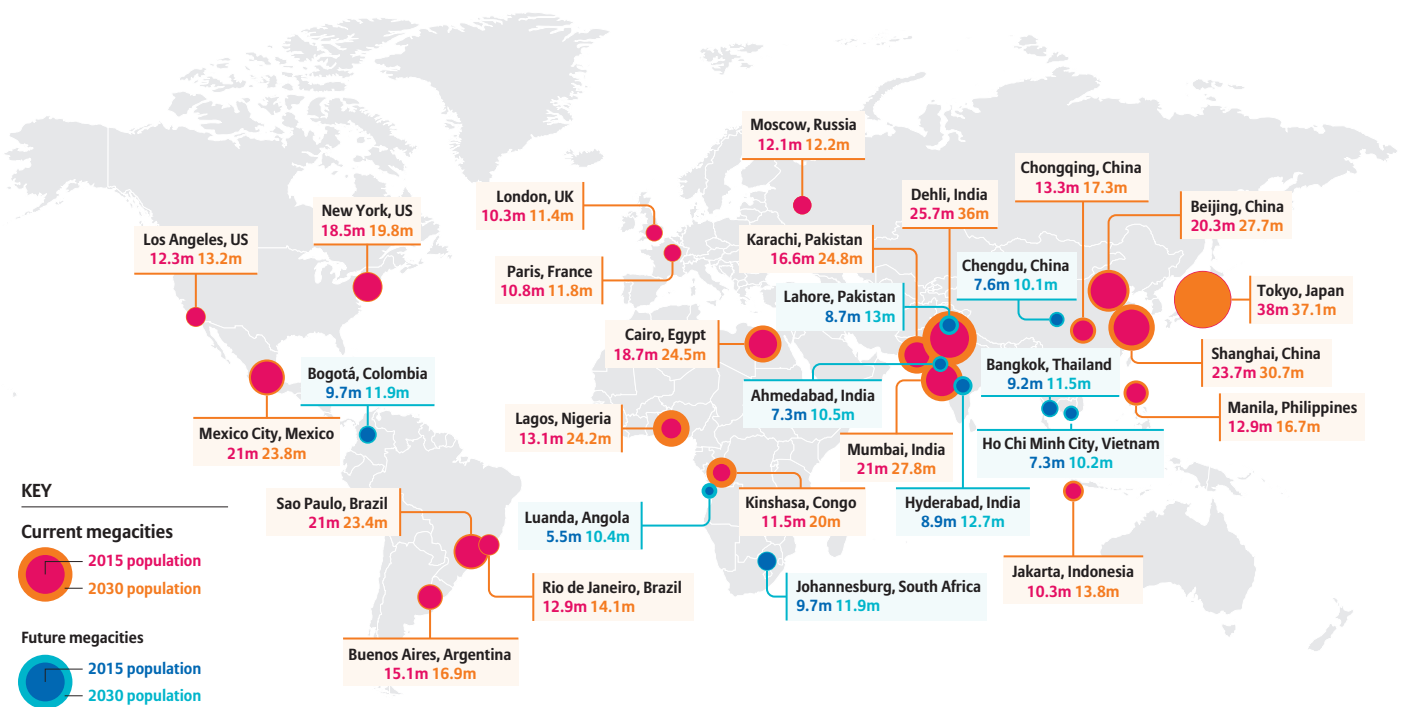 Moscow, Russia
12.1m 12.2m
Chongqing, China
13.3m 17.3m
London, UK
10.3m 11.4m
Dehli, India
25.7m 36m
New York, US
18.5m 19.8m
Beijing, China
20.3m 27.7m
Los Angeles, US
12.3m 13.2m
Karachi, Pakistan
16.6m 24.8m
Paris, France
10.8m 11.8m
Chengdu, China
7.6m 10.1m
Lahore, Pakistan
8.7m 13m
Tokyo, Japan
38m 37.1m
Cairo, Egypt
18.7m 24.5m
Shanghai, China
23.7m 30.7m
Bogotá, Colombia
9.7m 11.9m
Bangkok, Thailand
9.2m 11.5m
Ahmedabad, India
7.3m 10.5m
Manila, Philippines
12.9m 16.7m
Mexico City, Mexico
21m 23.8m
Lagos, Nigeria
13.1m 24.2m
Mumbai, India
21m 27.8m
Ho Chi Minh City, Vietnam
7.3m 10.2m
KEY
Current megacities
2015 population
2030 population
Future megacities
2015 population
2030 population
Sao Paulo, Brazil
21m 23.4m
Luanda, Angola
5.5m 10.4m
Kinshasa, Congo
11.5m 20m
Hyderabad, India
8.9m 12.7m
Rio de Janeiro, Brazil
12.9m 14.1m
Johannesburg, South Africa
9.7m 11.9m
Jakarta, Indonesia
10.3m 13.8m
Buenos Aires, Argentina
15.1m 16.9m